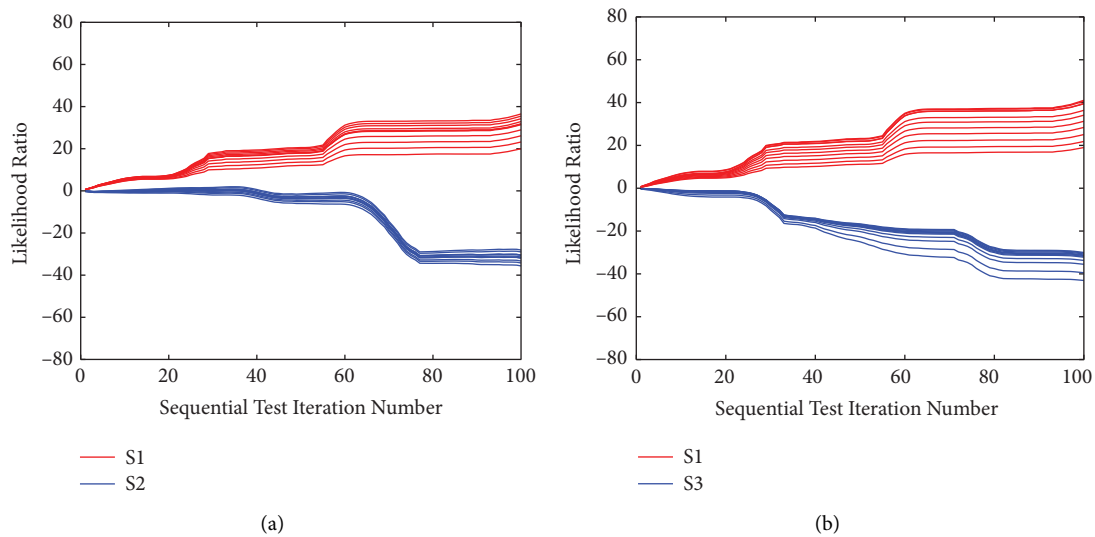 80
60
40
20
0
−20
−40
−60
−80
Likelihood Ratio
0 20 40 60 80 100
Sequential Test Iteration Number
S1
S2
(a)
80
60
40
20
0
−20
−40
−60
−80
Likelihood Ratio
0 20 40 60 80 100
Sequential Test Iteration Number
S1
S3
(b)